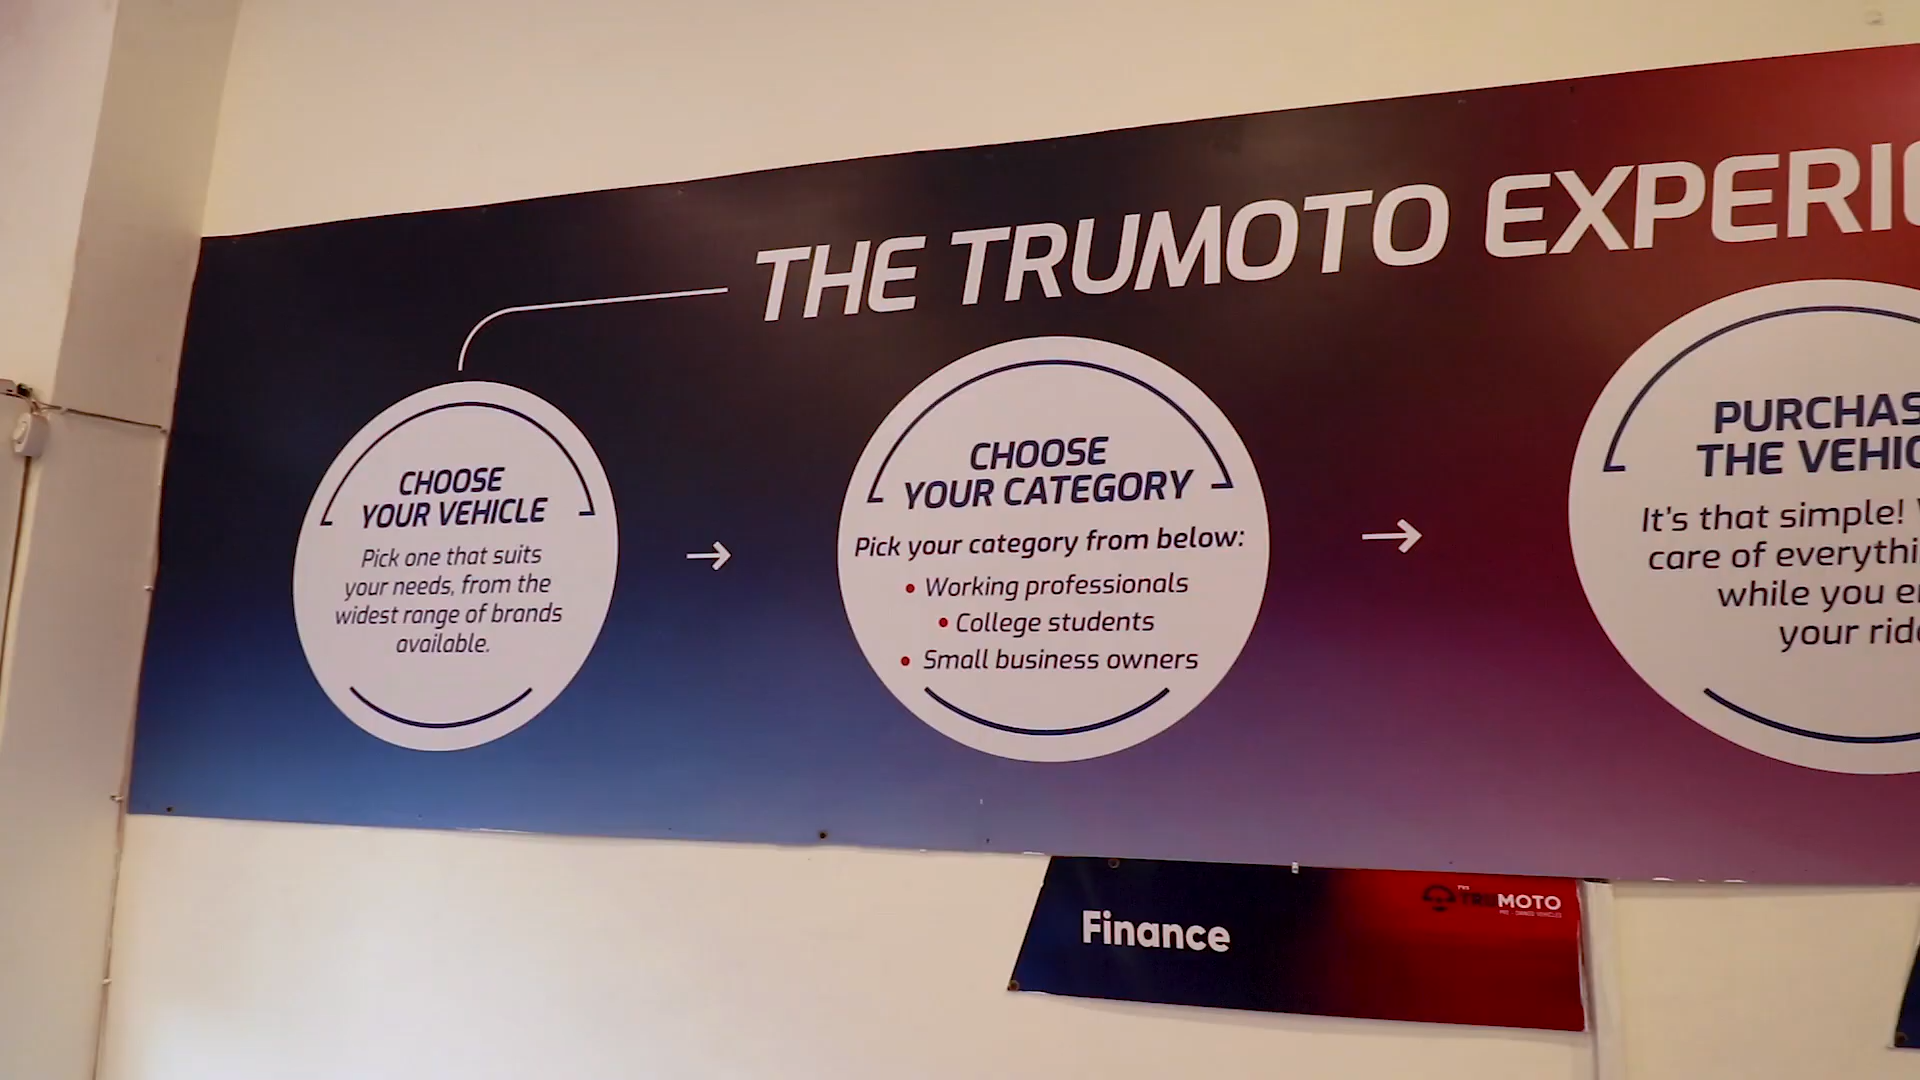 THE TRUMOTO EXPERI
CHOOSE
YOUR VEHICLE
Pick one that suits
your needs, from the
widest range of brands
available.
CHOOSE
YOUR CATEGORY
Pick your category from below:
• Working professionals
• College students
• Small business owners
PURCHAS
THE VEHIC
It's that simple!
care of everythi
while you e
your rid
Finance
TRUMOTO